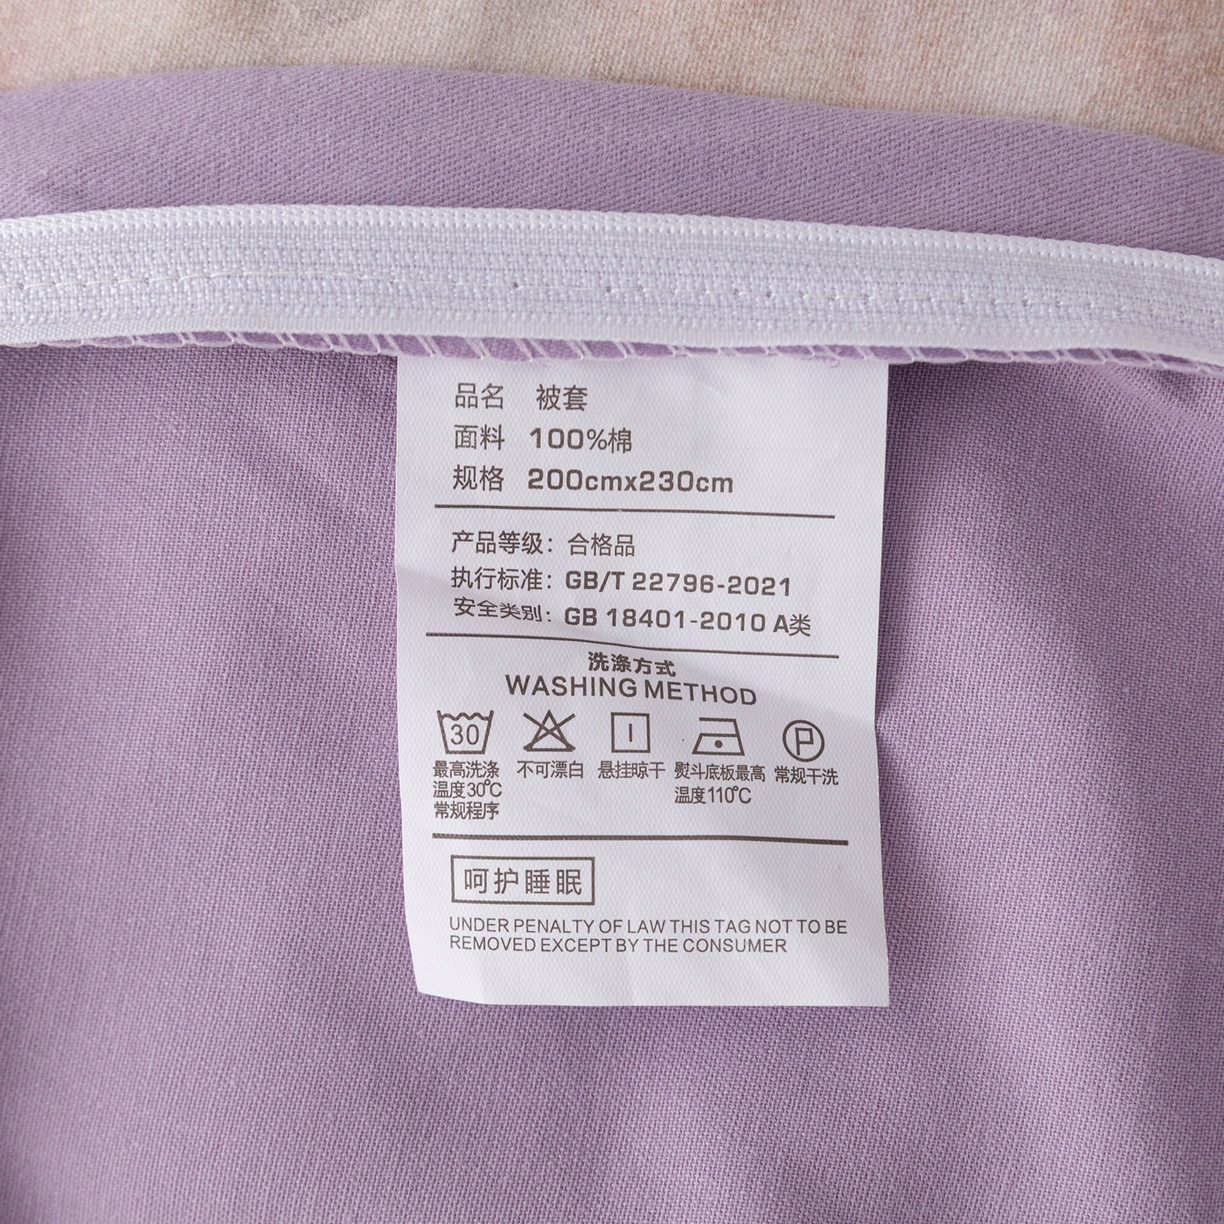 品名 被套
面料 100%棉
规格 200cmx230cm
产品等级：合格品
执行标准：GB/T 22796-2021
安全类别：GB 18401-2010 A类
洗涤方式
WASHING METHOD
30
P
最高洗涤温度30℃常规程序
不可漂白
悬挂晾干
熨斗底板最高温度110℃
常规干洗
呵护睡眠
UNDER PENALTY OF LAW THIS TAG NOT TO BE
REMOVED EXCEPT BY THE CONSUMER